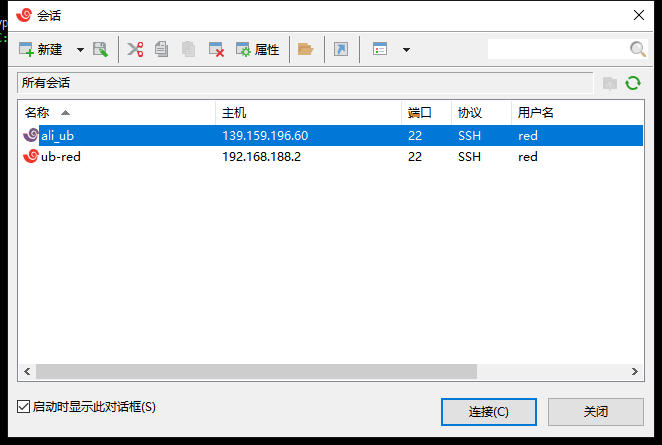 会话
新建 属性
所有会话
名称 主机 端口 协议 用户名
ali_ub 139.159.196.60 22 SSH red
ub-red 192.168.188.2 22 SSH red
启动时显示此对话框(S)
连接(C) 关闭